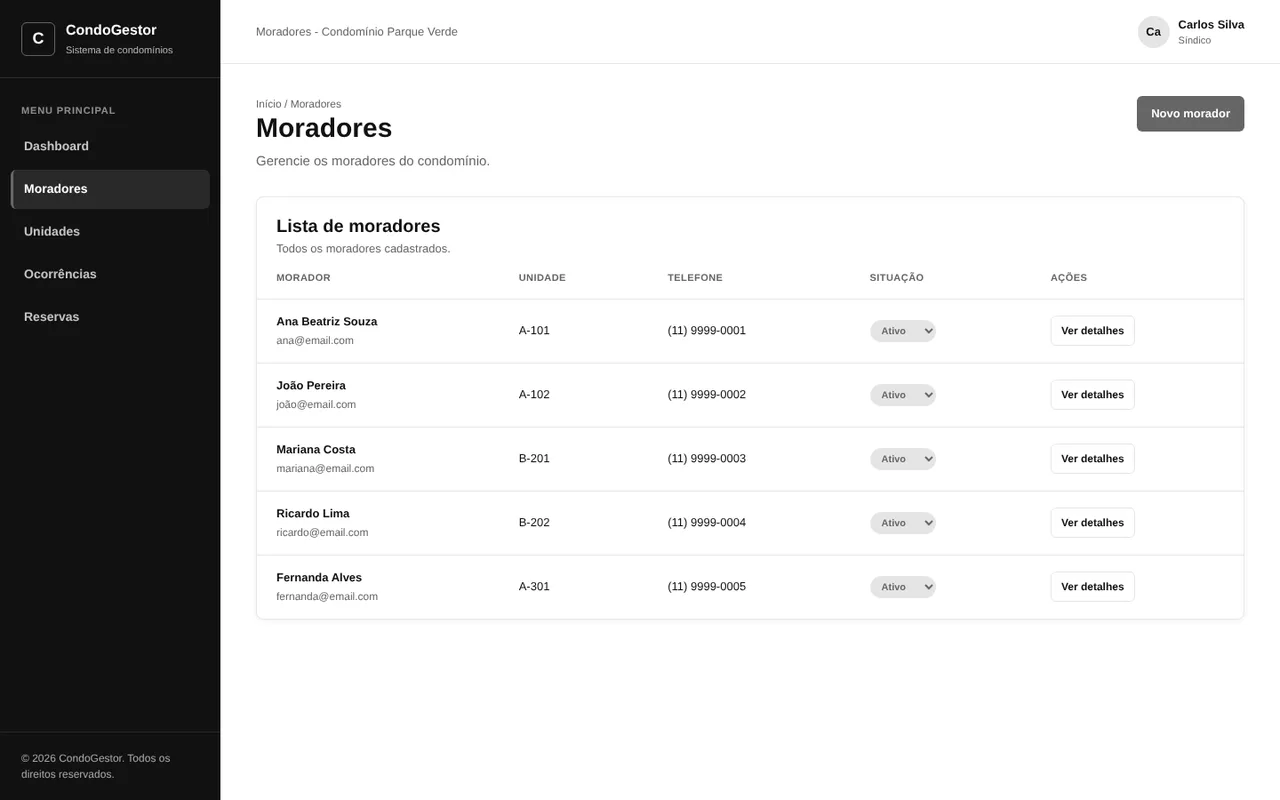 C
CondoGestor
Sistema de condomínios
MENU PRINCIPAL
Dashboard
Moradores
Unidades
Ocorrências
Reservas
© 2026 CondoGestor. Todos os
direitos reservados.
Moradores - Condomínio Parque Verde
Ca
Carlos Silva
Síndico
Início / Moradores
Moradores
Gerencie os moradores do condomínio.
Novo morador
Lista de moradores
Todos os moradores cadastrados.
MORADOR UNIDADE TELEFONE SITUAÇÃO AÇÕES
Ana Beatriz Souza
ana@email.com
A-101 (11) 9999-0001 Ativo Ver detalhes
João Pereira
joão@email.com
A-102 (11) 9999-0002 Ativo Ver detalhes
Mariana Costa
mariana@email.com
B-201 (11) 9999-0003 Ativo Ver detalhes
Ricardo Lima
ricardo@email.com
B-202 (11) 9999-0004 Ativo Ver detalhes
Fernanda Alves
fernanda@email.com
A-301 (11) 9999-0005 Ativo Ver detalhes